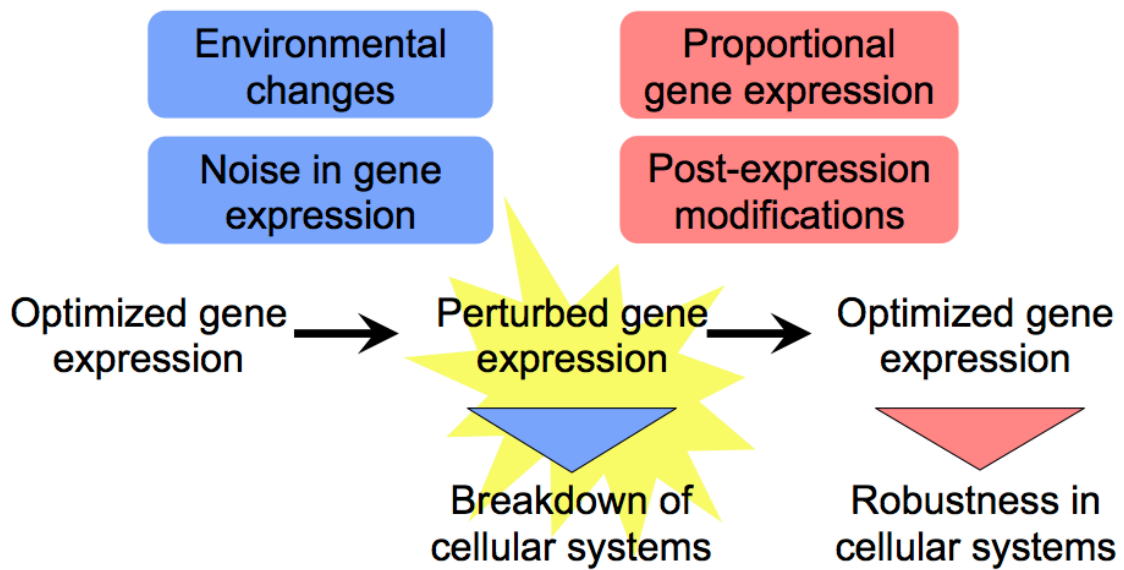 Environmental
changes
Proportional
gene expression
Noise in gene
expression
Post-expression
modifications
Optimized gene
expression
Perturbed gene
expression
Optimized gene
expression
Breakdown of
cellular systems
Robustness in
cellular systems